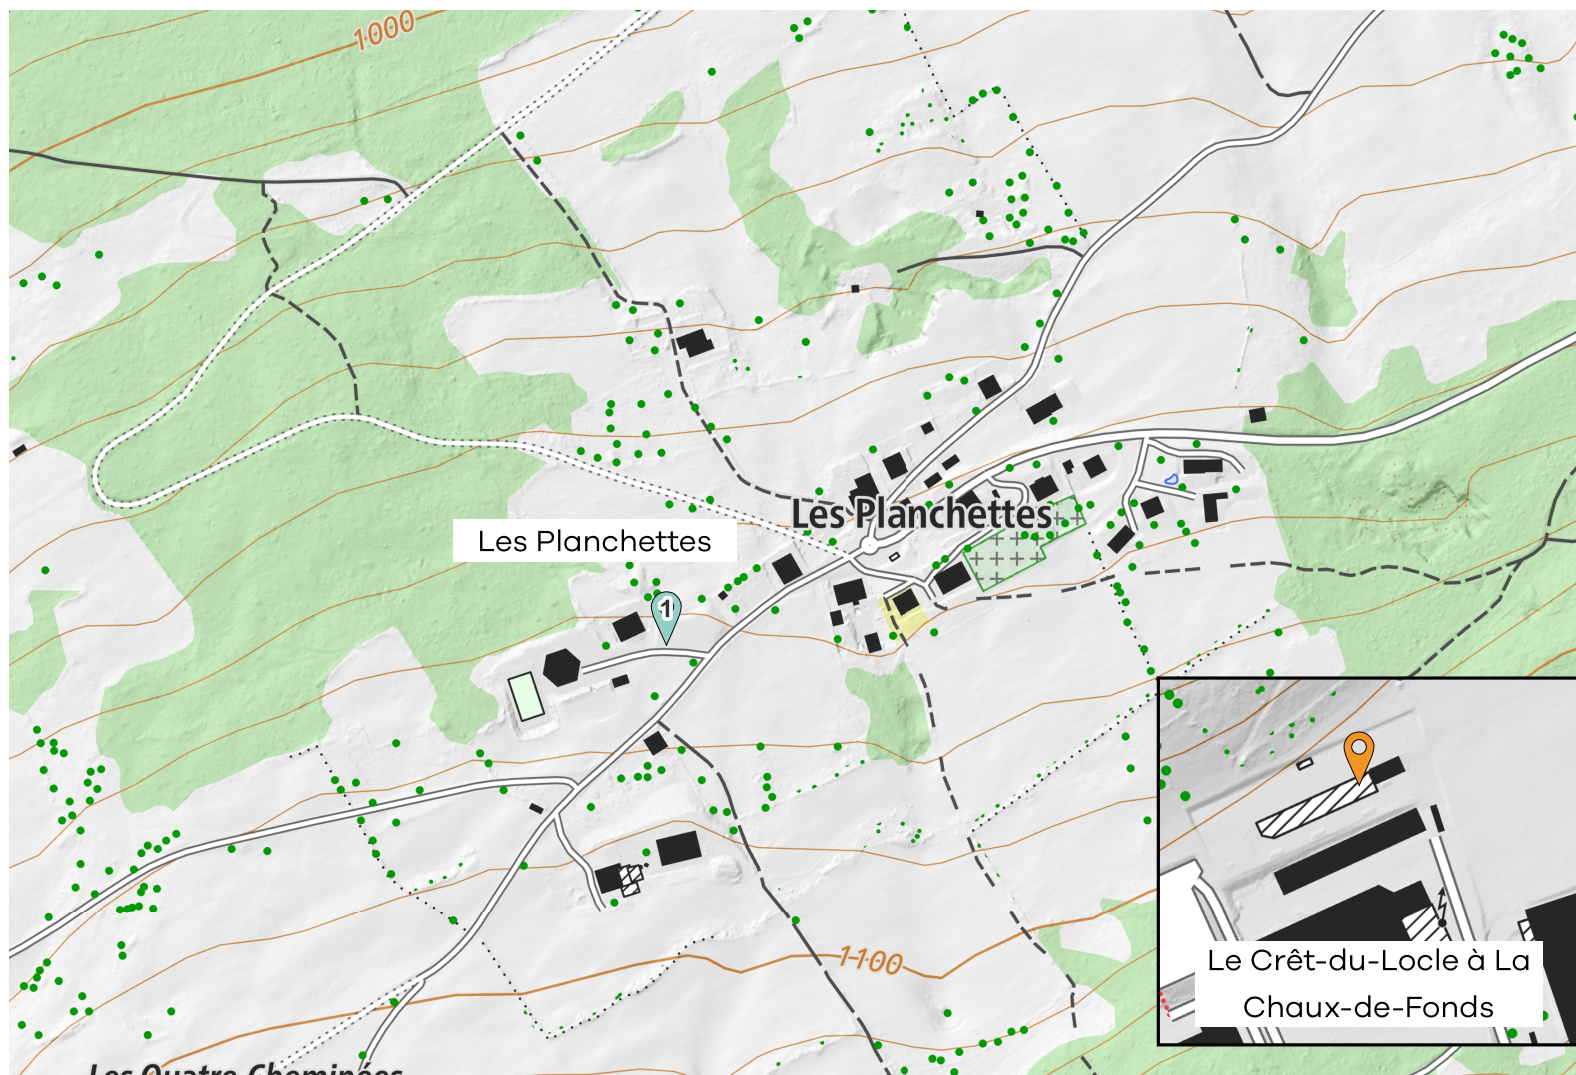 1000
Les Planchettes
Les Planchettes
1
1100
Le Crêt-du-Locle à La
Chaux-de-Fonds
Les Quatre Cheminées